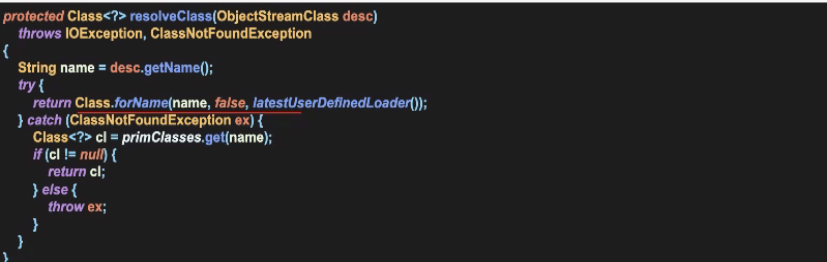 protected Class<?> resolveClass(ObjectStreamClass desc)
throws IOException, ClassNotFoundException
{
String name = desc.getName();
try {
return Class.forName(name, false, latestUserDefinedLoader());
} catch (ClassNotFoundException ex) {
Class<?> cl = primClasses.get(name);
if (cl != null) {
return cl;
} else {
throw ex;
}
}
}